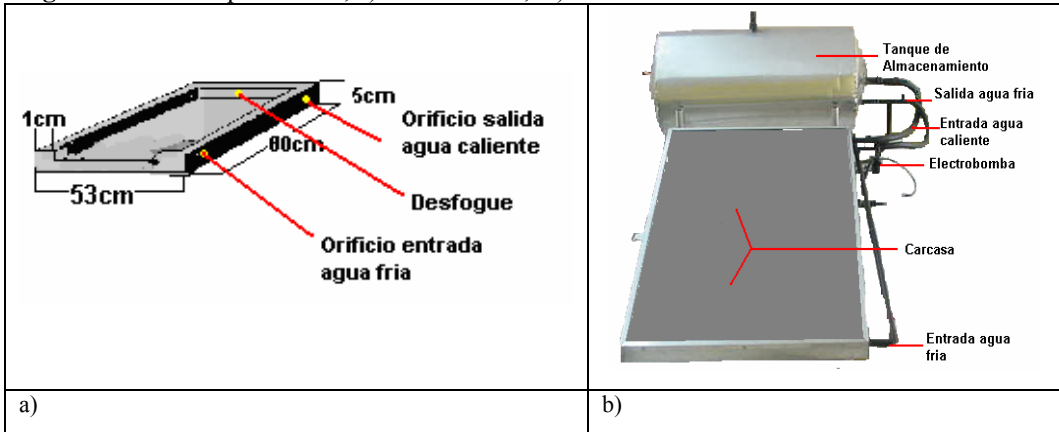 1cm
5cm
80cm
53cm
Orificio salida
agua caliente
Desfogue
Orificio entrada
agua fria
a)
Tanque de
Almacenamiento
Salida agua fria
Entrada agua
caliente
Electrobomba
Carcasa
Entrada agua
fria
b)